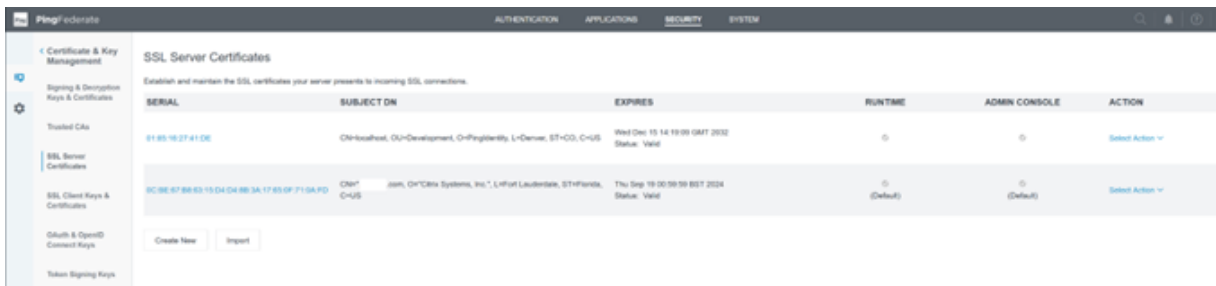 Ping
PingFederate
AUTHENTICATION APPLICATIONS SECURITY SYSTEM
< Certificate & Key
Management
Signing & Decryption
Keys & Certificates
Trusted CAs
SSL Server
Certificates
SSL Client Keys &
Certificates
OAuth & OpenID
Connect Keys
Token Signing Keys
SSL Server Certificates
Establish and maintain the SSL certificates your server presents to incoming SSL connections.
SERIAL SUBJECT DN EXPIRES RUNTIME ADMIN CONSOLE ACTION
01:85:16:27:41:DE CN=localhost, OU=Development, O=PingIdentity, L=Denver, ST=CO, C=US Wed Dec 15 14:19:09 GMT 2032 Select Action
Status: Valid
CN=* .com, O="Citrix Systems, Inc.", L=Fort Lauderdale, ST=Florida, Thu Sep 19 00:59:59 BST 2024 Select Action
C=US Status: Valid (Default) (Default)
Create New Import